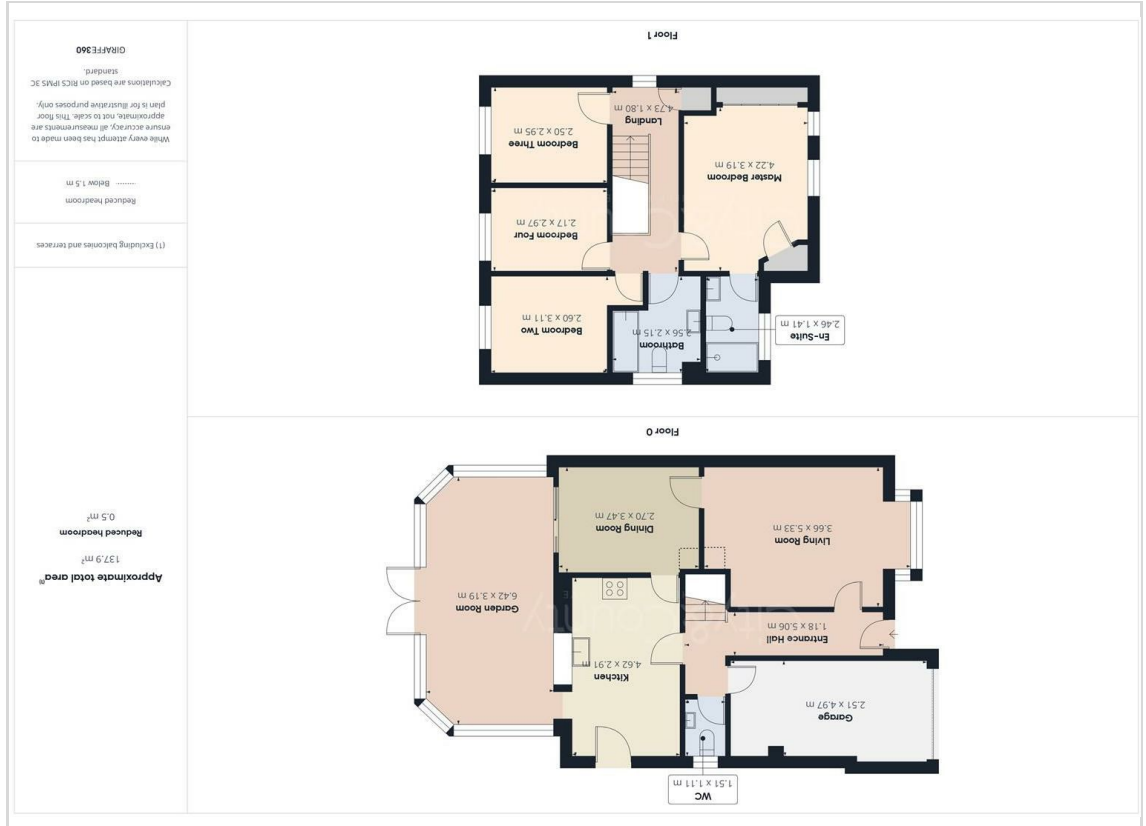 WC
1.51 x 1.11 m
Garage
2.51 x 4.97 m
Kitchen
4.62 x 2.91 m
Entrance Hall
1.18 x 5.06 m
Garden Room
6.42 x 3.19 m
Living Room
3.66 x 5.33 m
Dining Room
2.70 x 3.47 m
city&county
Floor 0
En-Suite
2.46 x 1.41 m
Bathroom
2.56 x 2.15 m
Bedroom Two
2.60 x 3.11 m
Bedroom Four
2.17 x 2.97 m
Master Bedroom
4.22 x 3.19 m
Bedroom Three
2.50 x 2.95 m
Landing
4.73 x 1.80 m
Floor 1
Approximate total area(1)
137.9 m²
Reduced headroom
0.5 m²
(1) Excluding balconies and terraces
Reduced headroom
Below 1.5 m
While every attempt has been made to
ensure accuracy, all measurements are
approximate, not to scale. This floor
plan is for illustrative purposes only.
Calculations are based on RICS IPMS 3C
standard.
GIRAFFE360